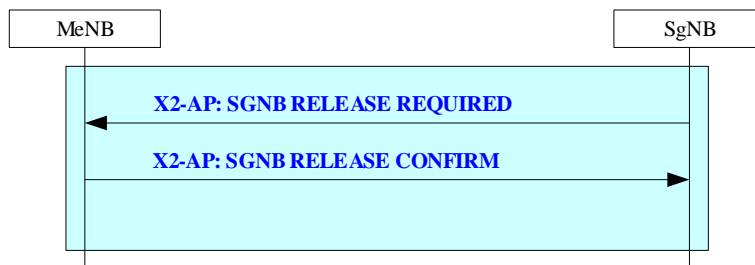 MeNB
SgNB
X2-AP: SGNB RELEASE REQUIRED
X2-AP: SGNB RELEASE CONFIRM